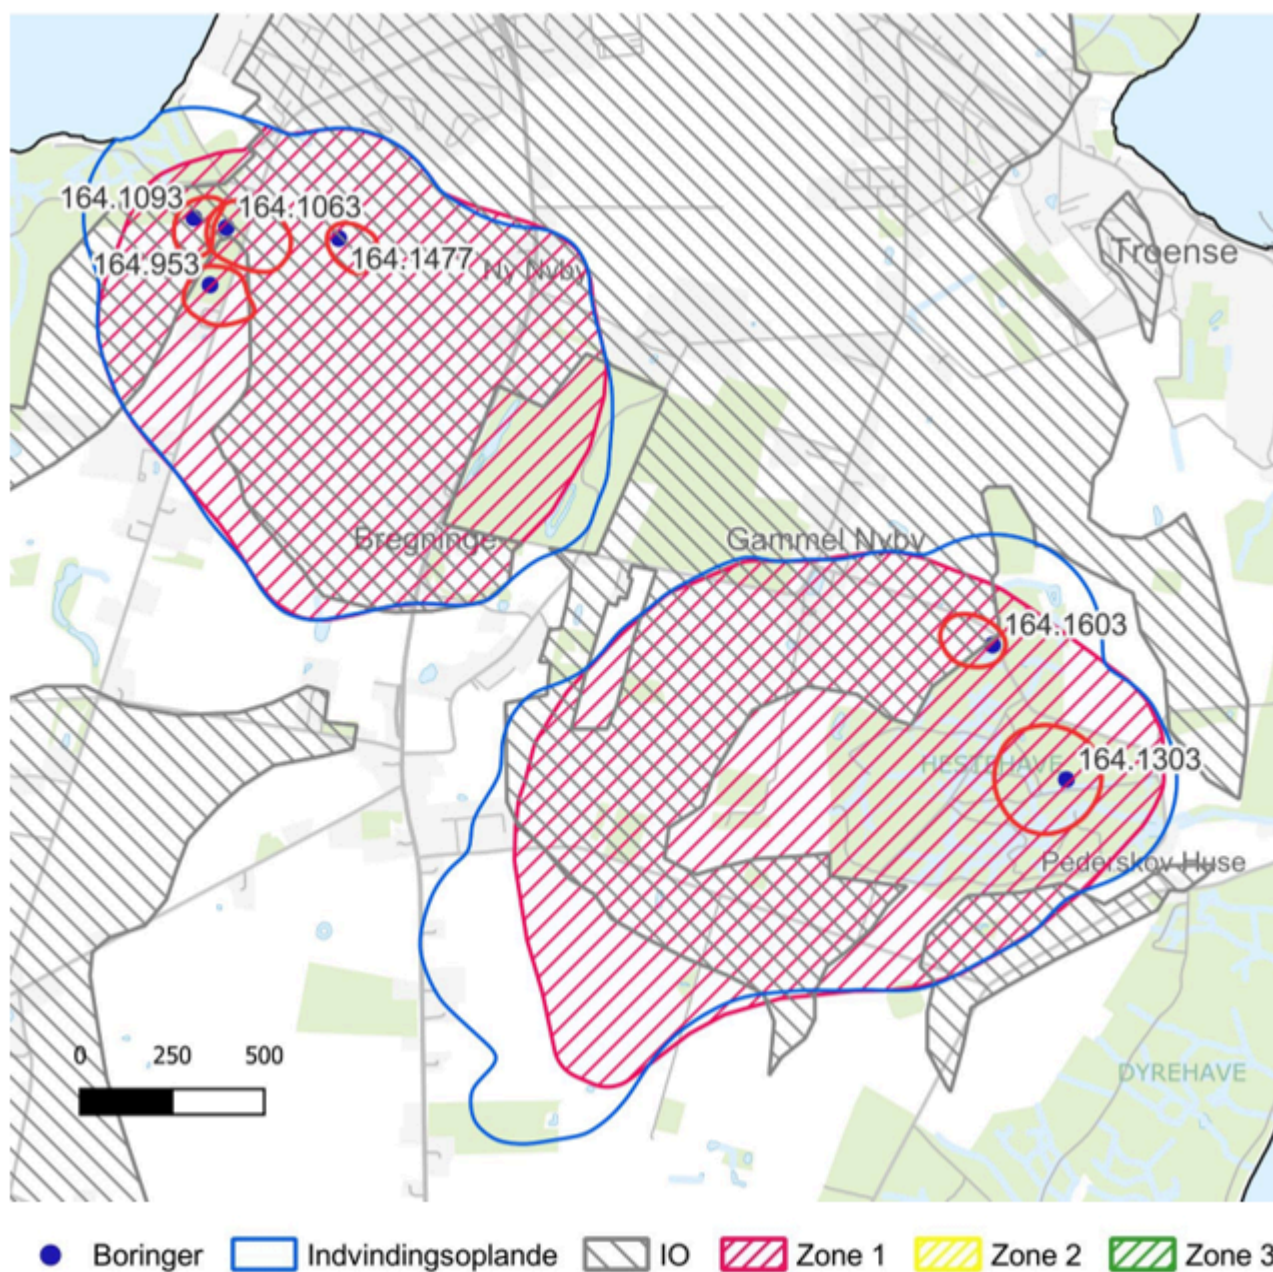 164.1093
164.1063
164.953
164.1477
Ny Nyby
Troense
Bregninge
Gammel Nyby
164.1603
HESTEHAVE
164.1303
Pederskov Huse
0 250 500
DYREHAVE
Boringer Indvindingsoplande IO Zone 1 Zone 2 Zone 3